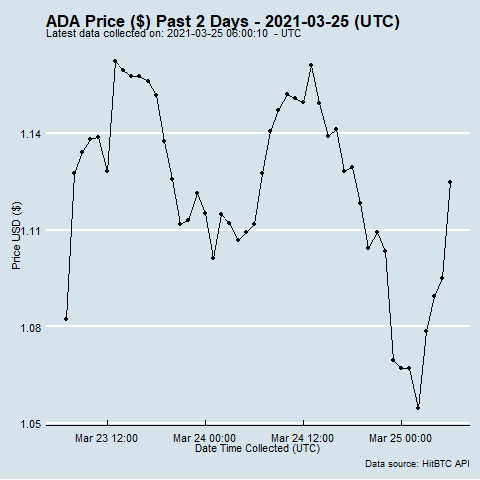 ADA Price ($) Past 2 Days - 2021-03-25 (UTC)
Latest data collected on: 2021-03-25 06:00:10  - UTC
Price USD ($)
1.14
1.11
1.08
1.05
Mar 23 12:00
Mar 24 00:00
Mar 24 12:00
Mar 25 00:00
Date Time Collected (UTC)
Data source: HitBTC API